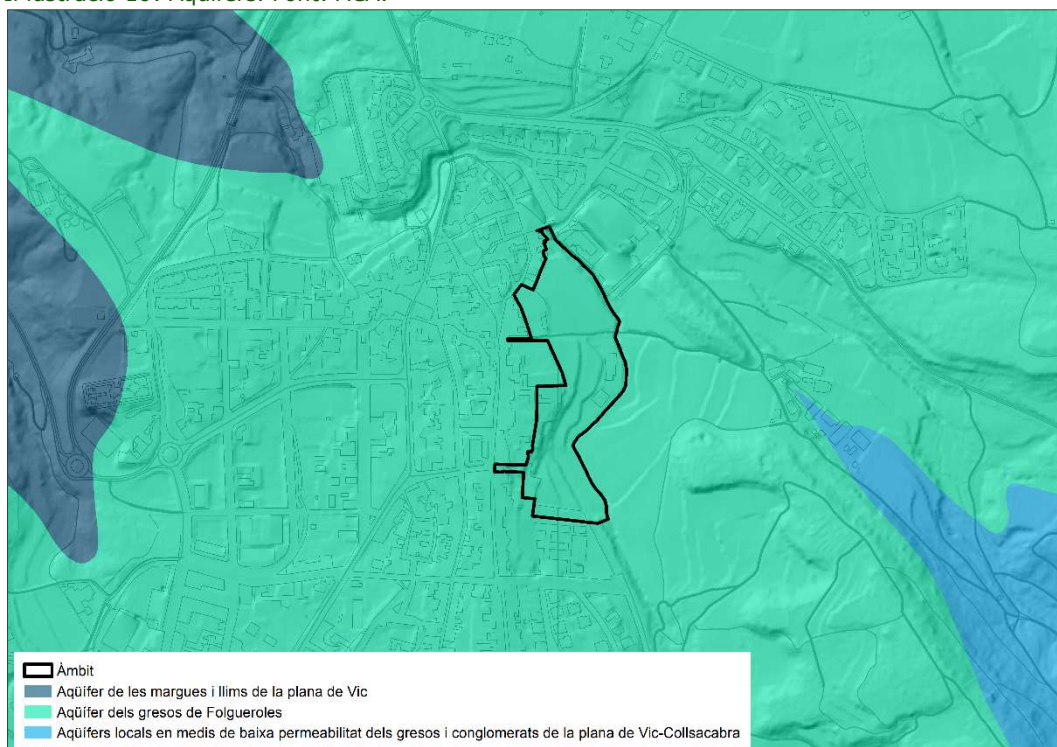 Àmbit
Aqüífer de les margues i llims de la plana de Vic
Aqüífer dels gresos de Folgueroles
Aqüífers locals en medis de baixa permeabilitat dels gresos i conglomerats de la plana de Vic-Collsacabra